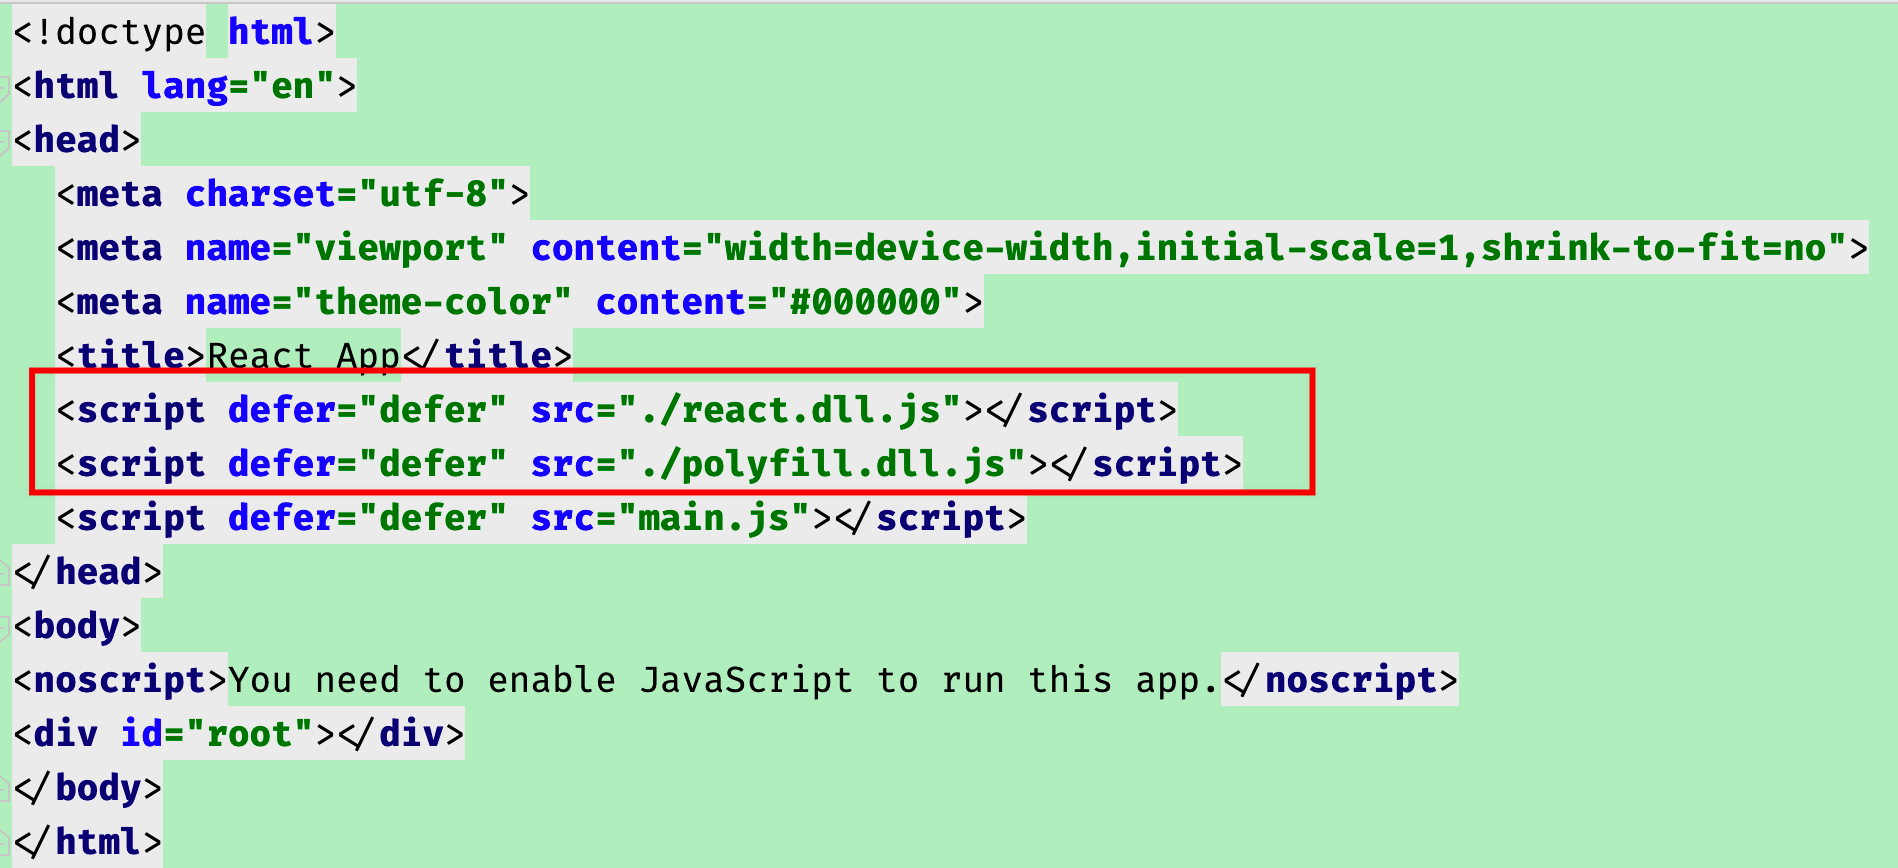 <!doctype html>
<html lang="en">
<head>
<meta charset="utf-8">
<meta name="viewport" content="width=device-width,initial-scale=1,shrink-to-fit=no">
<meta name="theme-color" content="#000000">
<title>React App</title>
<script defer="defer" src="./react.dll.js"></script>
<script defer="defer" src="./polyfill.dll.js"></script>
<script defer="defer" src="main.js"></script>
</head>
<body>
<noscript>You need to enable JavaScript to run this app.</noscript>
<div id="root"></div>
</body>
</html>